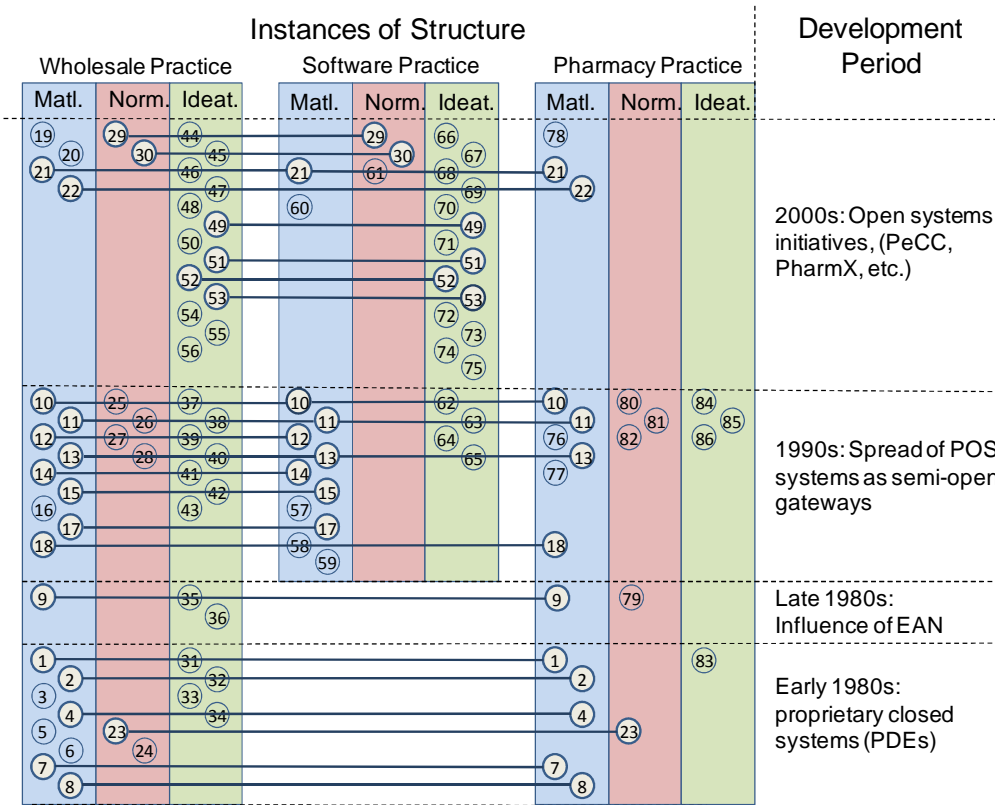 Instances of Structure
Development
Period
Wholesale Practice Software Practice Pharmacy Practice
Matl. Norm. Ideat. Matl. Norm. Ideat. Matl. Norm. Ideat.
19 29 44 29 66 78
20 30 45 30 67
21 46 21 61 68 21
22 47 69 22
48 60 70
49 49
50 71
51 51
52 52
53 53
54 72
55 73
56 74
75
2000s: Open systems
initiatives, (PeCC,
PharmX, etc.)
10 25 37 10 62 10 80 84
11 26 38 11 63 11 81 85
12 27 39 12 64 76 82 86
13 28 40 13 65 13
14 41 14 77
15 42 15
16 43 57
17 17
18 58 18
59
1990s: Spread of POS
systems as semi-open
gateways
9 35 9 79
36
Late 1980s:
Influence of EAN
1 31 1 83
2 32 2
3 33
4 34 4
5 23 23
6 24
7 7
8 8
Early 1980s:
proprietary closed
systems (PDEs)